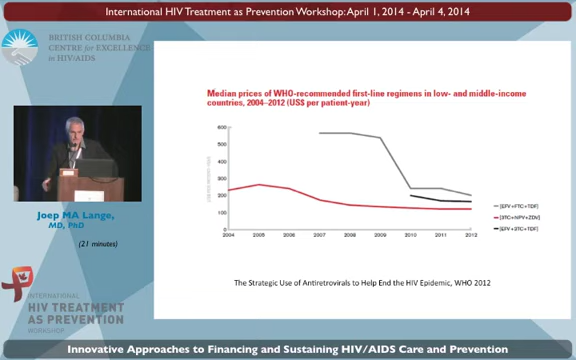 International HIV Treatment as Prevention Workshop: April 1, 2014 - April 4, 2014
BRITISH COLUMBIA
CENTRE for EXCELLENCE
in HIV/AIDS
Joep MA Lange,
MD, PhD
(21 minutes)
INTERNATIONAL
HIV TREATMENT
AS PREVENTION
WORKSHOP
Median prices of WHO-recommended first-line regimens in low- and middle-income
countries, 2004–2012 (US$ per patient-year)
600
500
400
300
200
100
0
2004 2005 2006 2007 2008 2009 2010 2011 2012
[EFV+FTC+TDF]
[3TC+NVP+ZDV]
[EFV+3TC+TDF]
The Strategic Use of Antiretrovirals to Help End the HIV Epidemic, WHO 2012
Innovative Approaches to Financing and Sustaining HIV/AIDS Care and Prevention